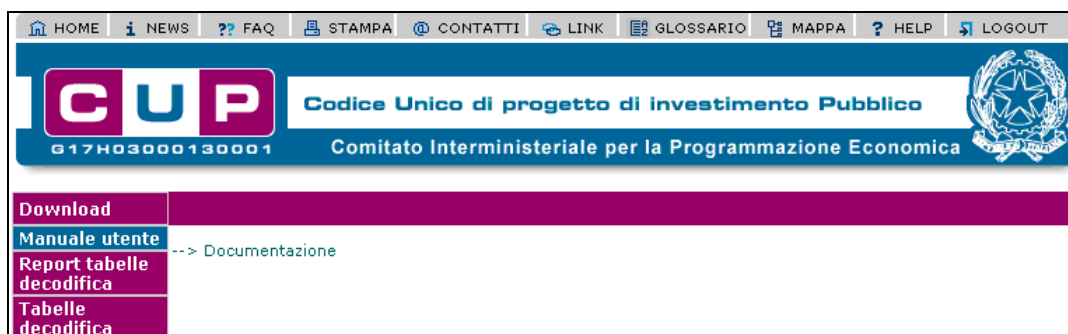 HOME i NEWS ?? FAQ STAMPA @ CONTATTI LINK GLOSSARIO MAPPA ? HELP LOGOUT
CUP
G17H03000130001
Codice Unico di progetto di investimento Pubblico
Comitato Interministeriale per la Programmazione Economica
Download
Manuale utente
--> Documentazione
Report tabelle
decodifica
Tabelle
decodifica